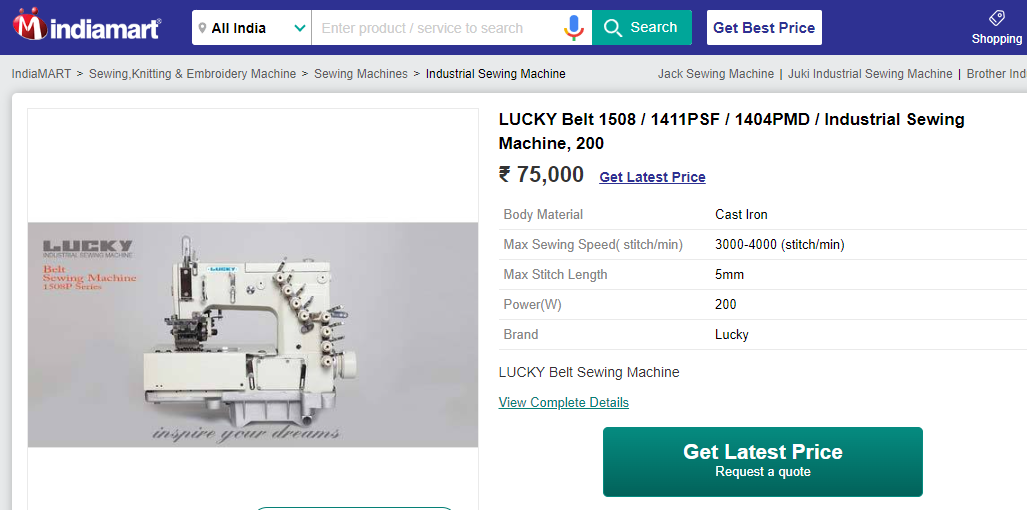 indiamart
All India
Enter product / service to search
Search
Get Best Price
Shopping
IndiaMART > Sewing,Knitting & Embroidery Machine > Sewing Machines > Industrial Sewing Machine
Jack Sewing Machine | Juki Industrial Sewing Machine | Brother Ind
LUCKY
INDUSTRIAL SEWING MACHINE
Belt
Sewing Machine
1508P Series
LUCKY
inspire your dreams
LUCKY Belt 1508 / 1411PSF / 1404PMD / Industrial Sewing
Machine, 200
₹ 75,000 Get Latest Price
Body Material Cast Iron
Max Sewing Speed( stitch/min) 3000-4000 (stitch/min)
Max Stitch Length 5mm
Power(W) 200
Brand Lucky
LUCKY Belt Sewing Machine
View Complete Details
Get Latest Price
Request a quote